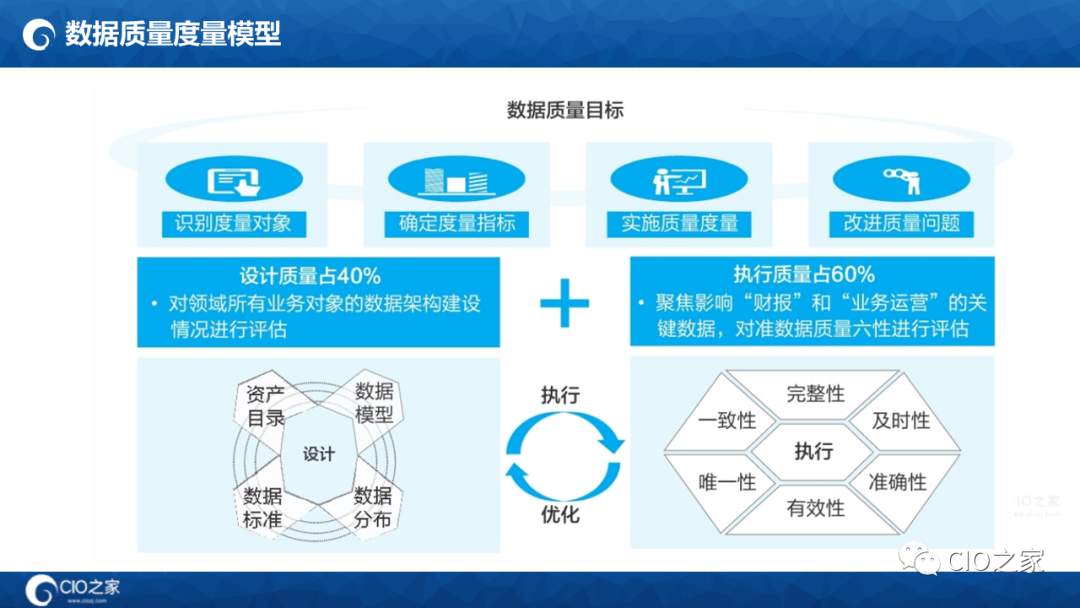 数据质量度量模型
数据质量目标
识别度量对象
确定度量指标
实施质量度量
改进质量问题
设计质量占40%
• 对领域所有业务对象的数据架构建设
情况进行评估
执行质量占60%
• 聚焦影响“财报”和“业务运营”的关
键数据，对准数据质量六性进行评估
资产
目录
数据
模型
设计
数据
标准
数据
分布
执行
优化
完整性
一致性
及时性
执行
唯一性
准确性
有效性
IO之家
CIO之家
CIO之家
www.ciozj.com